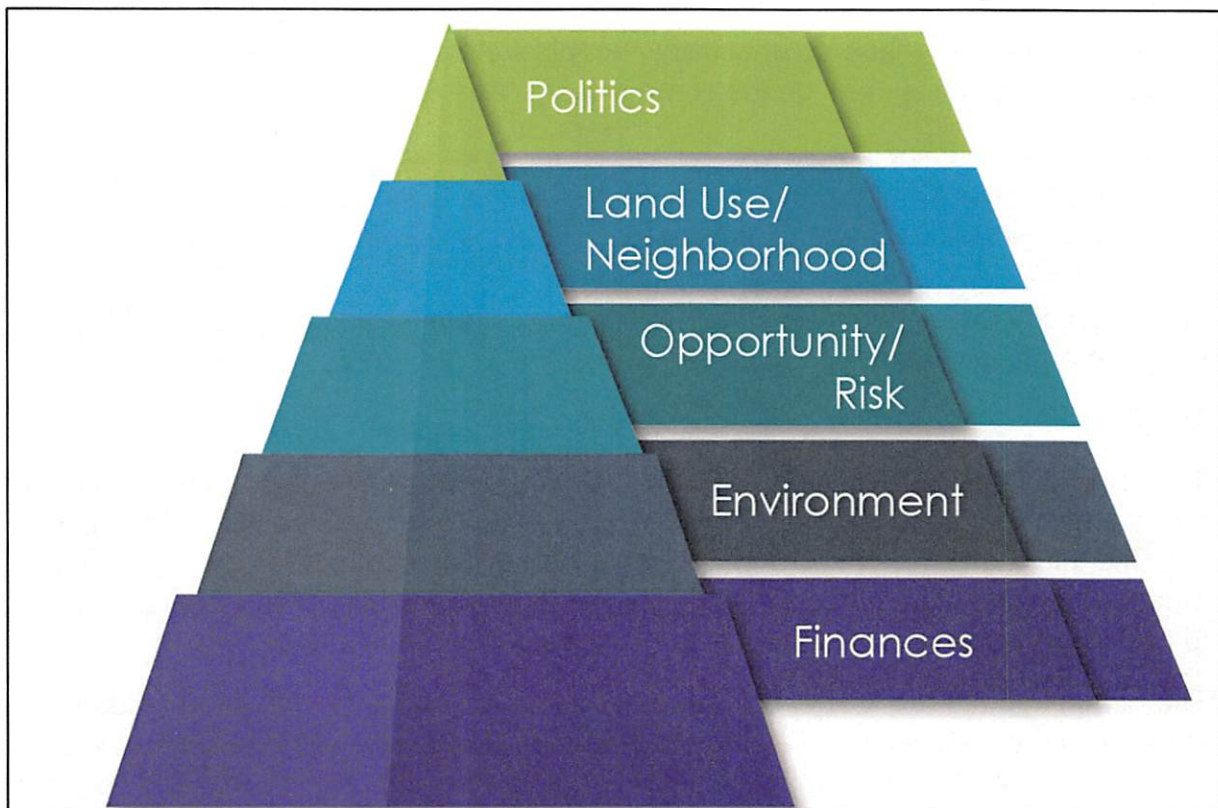 Politics
Land Use/
Neighborhood
Opportunity/
Risk
Environment
Finances